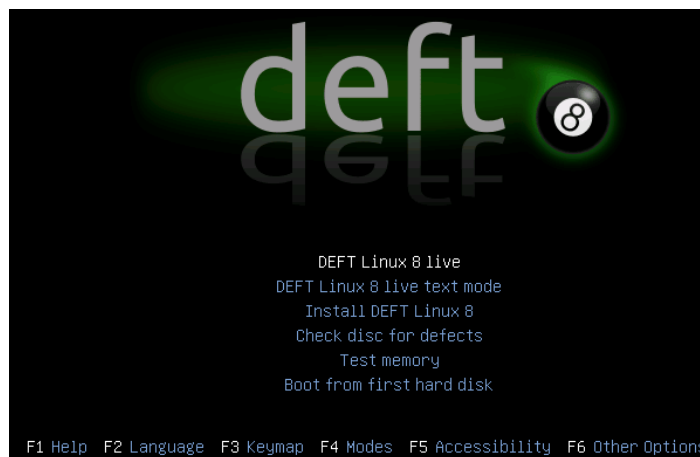 deft
8
DEFT Linux 8 live
DEFT Linux 8 live text mode
Install DEFT Linux 8
Check disc for defects
Test memory
Boot from first hard disk
F1 Help F2 Language F3 Keymap F4 Modes F5 Accessibility F6 Other Options